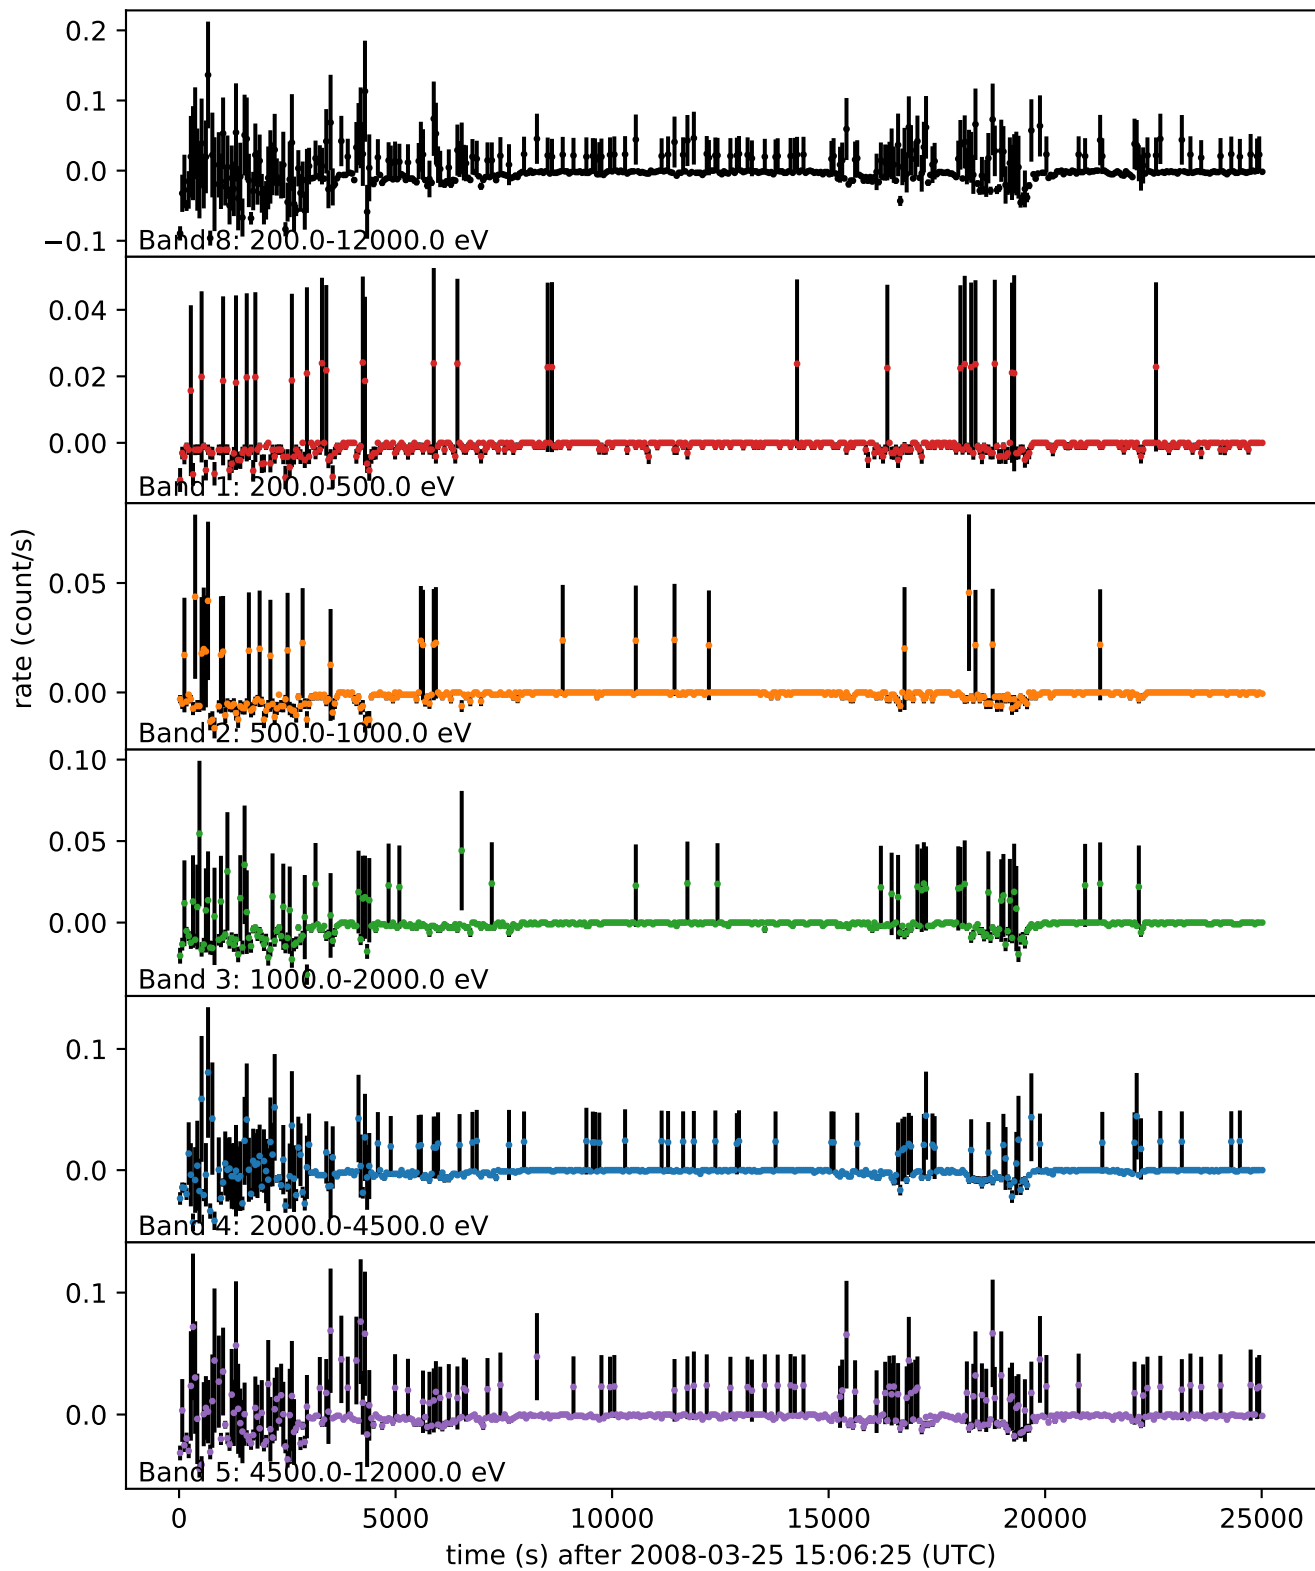 0.2
0.1
0.0
−0.1
Band 8: 200.0-12000.0 eV
0.04
0.02
0.00
Band 1: 200.0-500.0 eV
0.05
0.00
Band 2: 500.0-1000.0 eV
rate (count/s)
0.10
0.05
0.00
Band 3: 1000.0-2000.0 eV
0.1
0.0
Band 4: 2000.0-4500.0 eV
0.1
0.0
Band 5: 4500.0-12000.0 eV
0 5000 10000 15000 20000 25000
time (s) after 2008-03-25 15:06:25 (UTC)